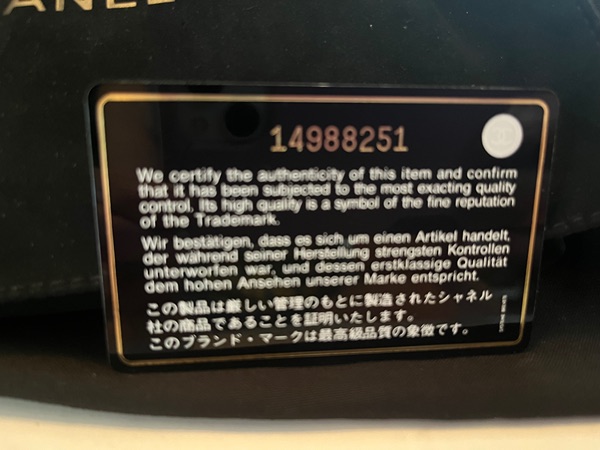 ANEL
14988251
We certify the authenticity of this item and confirm
that it has been subjected to the most exacting quality
control. Its high quality is a symbol of the fine reputation
of the Trademark.
Wir bestätigen, dass es sich um einen Artikel handelt,
der während seiner Herstellung strengsten Kontrollen
unterworfen war, und dessen erstklassige Qualität
dem hohen Ansehen unserer Marke entspricht.
この製品は厳しい管理のもとに製造されたシャネル
社の商品であることを証明いたします。
このブランド・マークは最高級品質の象徴です。